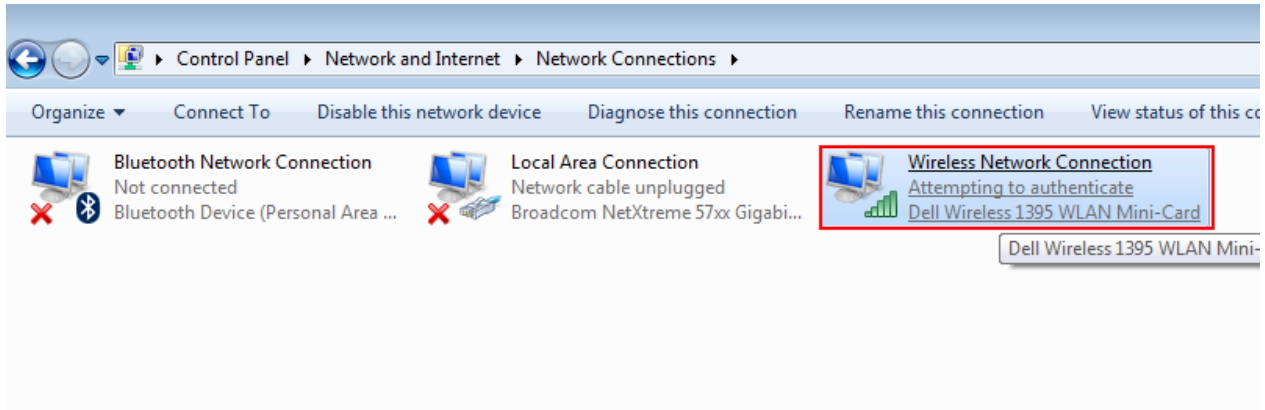 Control Panel ▸ Network and Internet ▸ Network Connections ▸
Organize ▾ Connect To Disable this network device Diagnose this connection Rename this connection View status of this co
Bluetooth Network Connection
Not connected
Bluetooth Device (Personal Area ...
Local Area Connection
Network cable unplugged
Broadcom NetXtreme 57xx Gigabi...
Wireless Network Connection
Attempting to authenticate
Dell Wireless 1395 WLAN Mini-Card
Dell Wireless 1395 WLAN Mini-